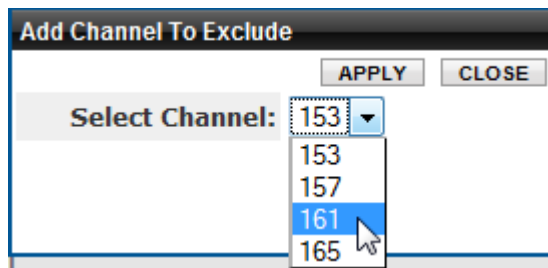 Add Channel To Exclude
APPLY CLOSE
Select Channel: 153
153
157
161
165